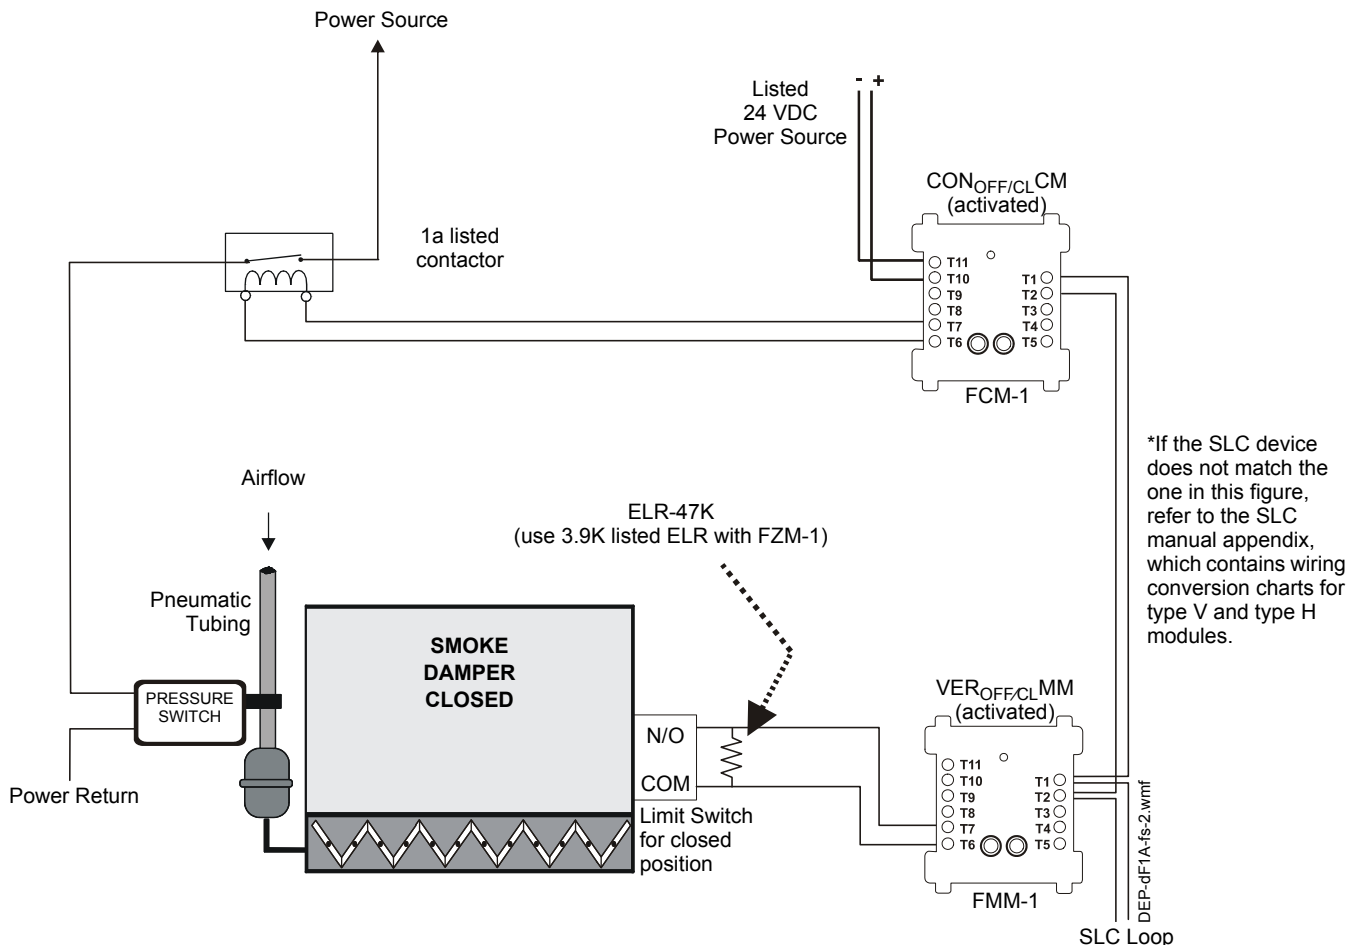 Power Source
- +
Listed
24 VDC
Power Source
CONOFF/CLCM
(activated)
1a listed
contactor
T11
T10
T9
T8
T7
T6
T1
T2
T3
T4
T5
FCM-1
*If the SLC device
does not match the
one in this figure,
refer to the SLC
manual appendix,
which contains wiring
conversion charts for
type V and type H
modules.
Airflow
ELR-47K
(use 3.9K listed ELR with FZM-1)
Pneumatic
Tubing
SMOKE
DAMPER
CLOSED
PRESSURE
SWITCH
N/O
COM
Limit Switch
for closed
position
Power Return
VEROFF/CLMM
(activated)
T11
T10
T9
T8
T7
T6
T1
T2
T3
T4
T5
FMM-1
DEP-dF1A-fs-2.wmf
SLC Loop